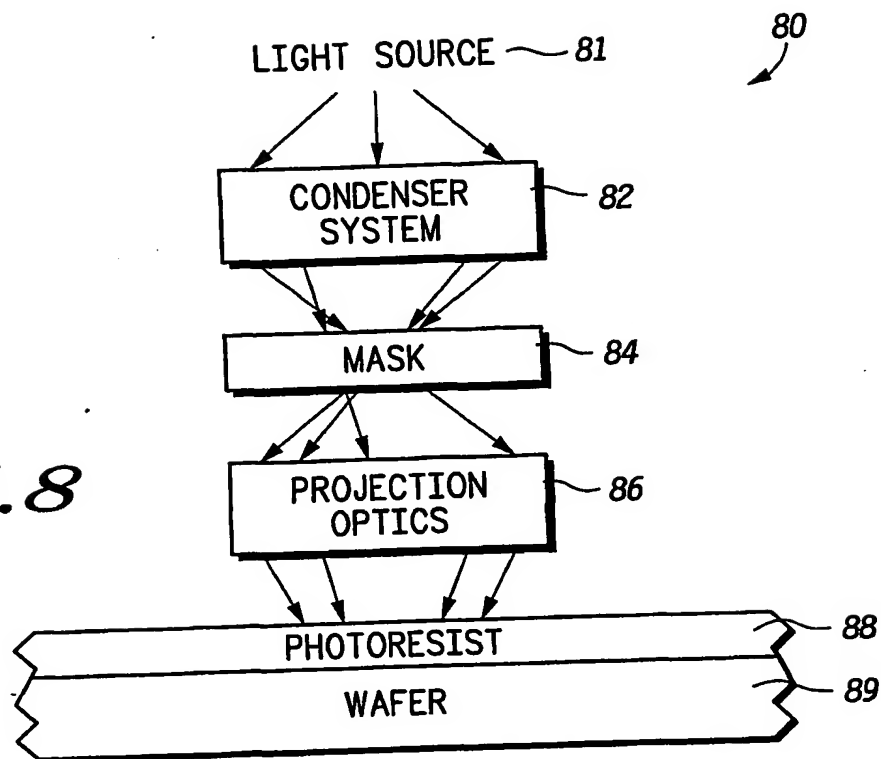 80
LIGHT SOURCE 81
CONDENSER
SYSTEM
82
MASK 84
.8
PROJECTION
OPTICS
86
PHOTORESIST 88
WAFER 89